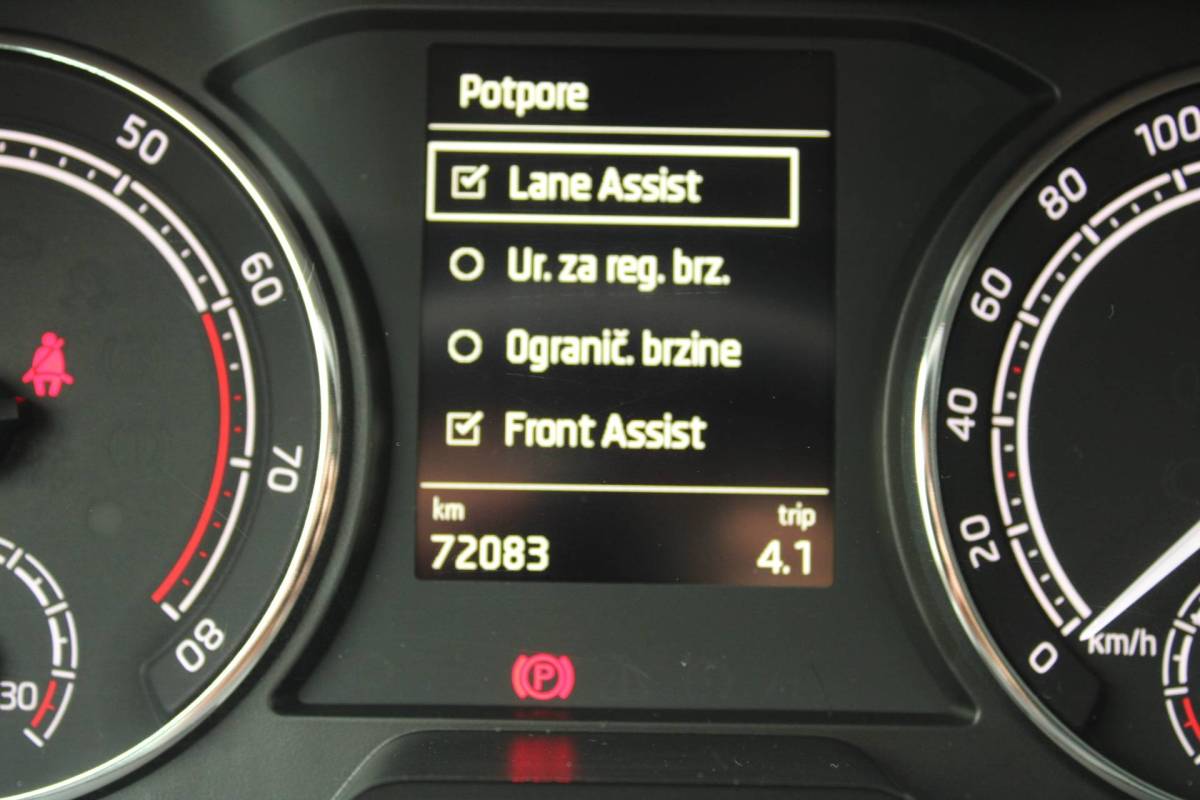 Potpore
Lane Assist
Ur. za reg. brz.
Ogranič. brzine
Front Assist
km trip
72083 4.1
50
60
70
80
30
100
80
60
40
20
0
km/h
P